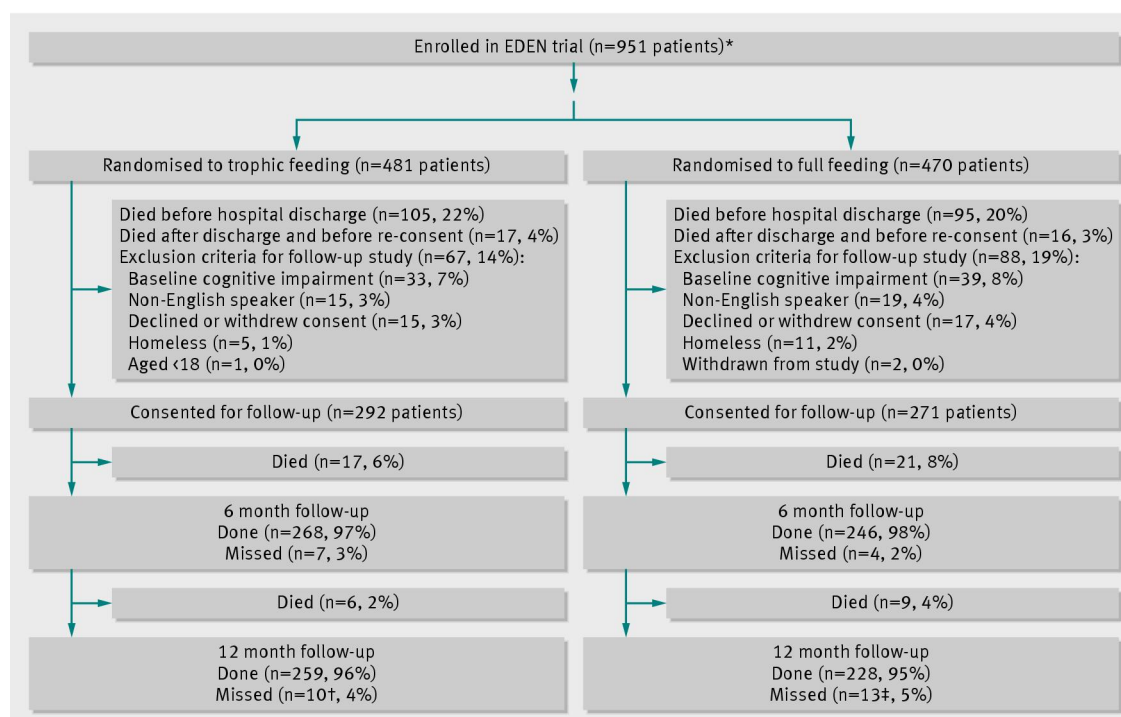 Enrolled in EDEN trial (n=951 patients)*
Randomised to trophic feeding (n=481 patients)
Died before hospital discharge (n=105, 22%)
Died after discharge and before re-consent (n=17, 4%)
Exclusion criteria for follow-up study (n=67, 14%):
Baseline cognitive impairment (n=33, 7%)
Non-English speaker (n=15, 3%)
Declined or withdrew consent (n=15, 3%)
Homeless (n=5, 1%)
Aged <18 (n=1, 0%)
Consented for follow-up (n=292 patients)
Died (n=17, 6%)
6 month follow-up
Done (n=268, 97%)
Missed (n=7, 3%)
Died (n=6, 2%)
12 month follow-up
Done (n=259, 96%)
Missed (n=10†, 4%)
Randomised to full feeding (n=470 patients)
Died before hospital discharge (n=95, 20%)
Died after discharge and before re-consent (n=16, 3%)
Exclusion criteria for follow-up study (n=88, 19%):
Baseline cognitive impairment (n=39, 8%)
Non-English speaker (n=19, 4%)
Declined or withdrew consent (n=17, 4%)
Homeless (n=11, 2%)
Withdrawn from study (n=2, 0%)
Consented for follow-up (n=271 patients)
Died (n=21, 8%)
6 month follow-up
Done (n=246, 98%)
Missed (n=4, 2%)
Died (n=9, 4%)
12 month follow-up
Done (n=228, 95%)
Missed (n=13‡, 5%)